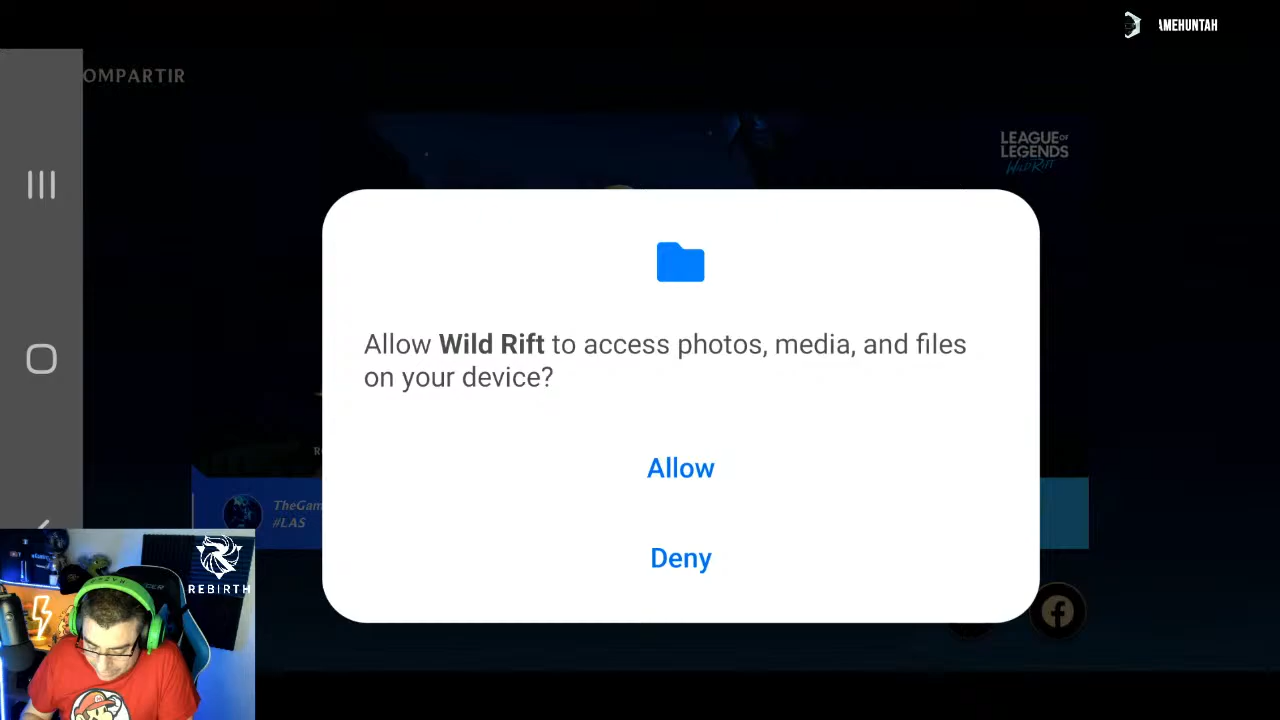 AMEHUNTAH
OMPARTIR
LEAGUE OF
LEGENDS
WILD RIFT
Allow Wild Rift to access photos, media, and files
on your device?
Allow
Deny
TheGam
#LAS
REBIRTH